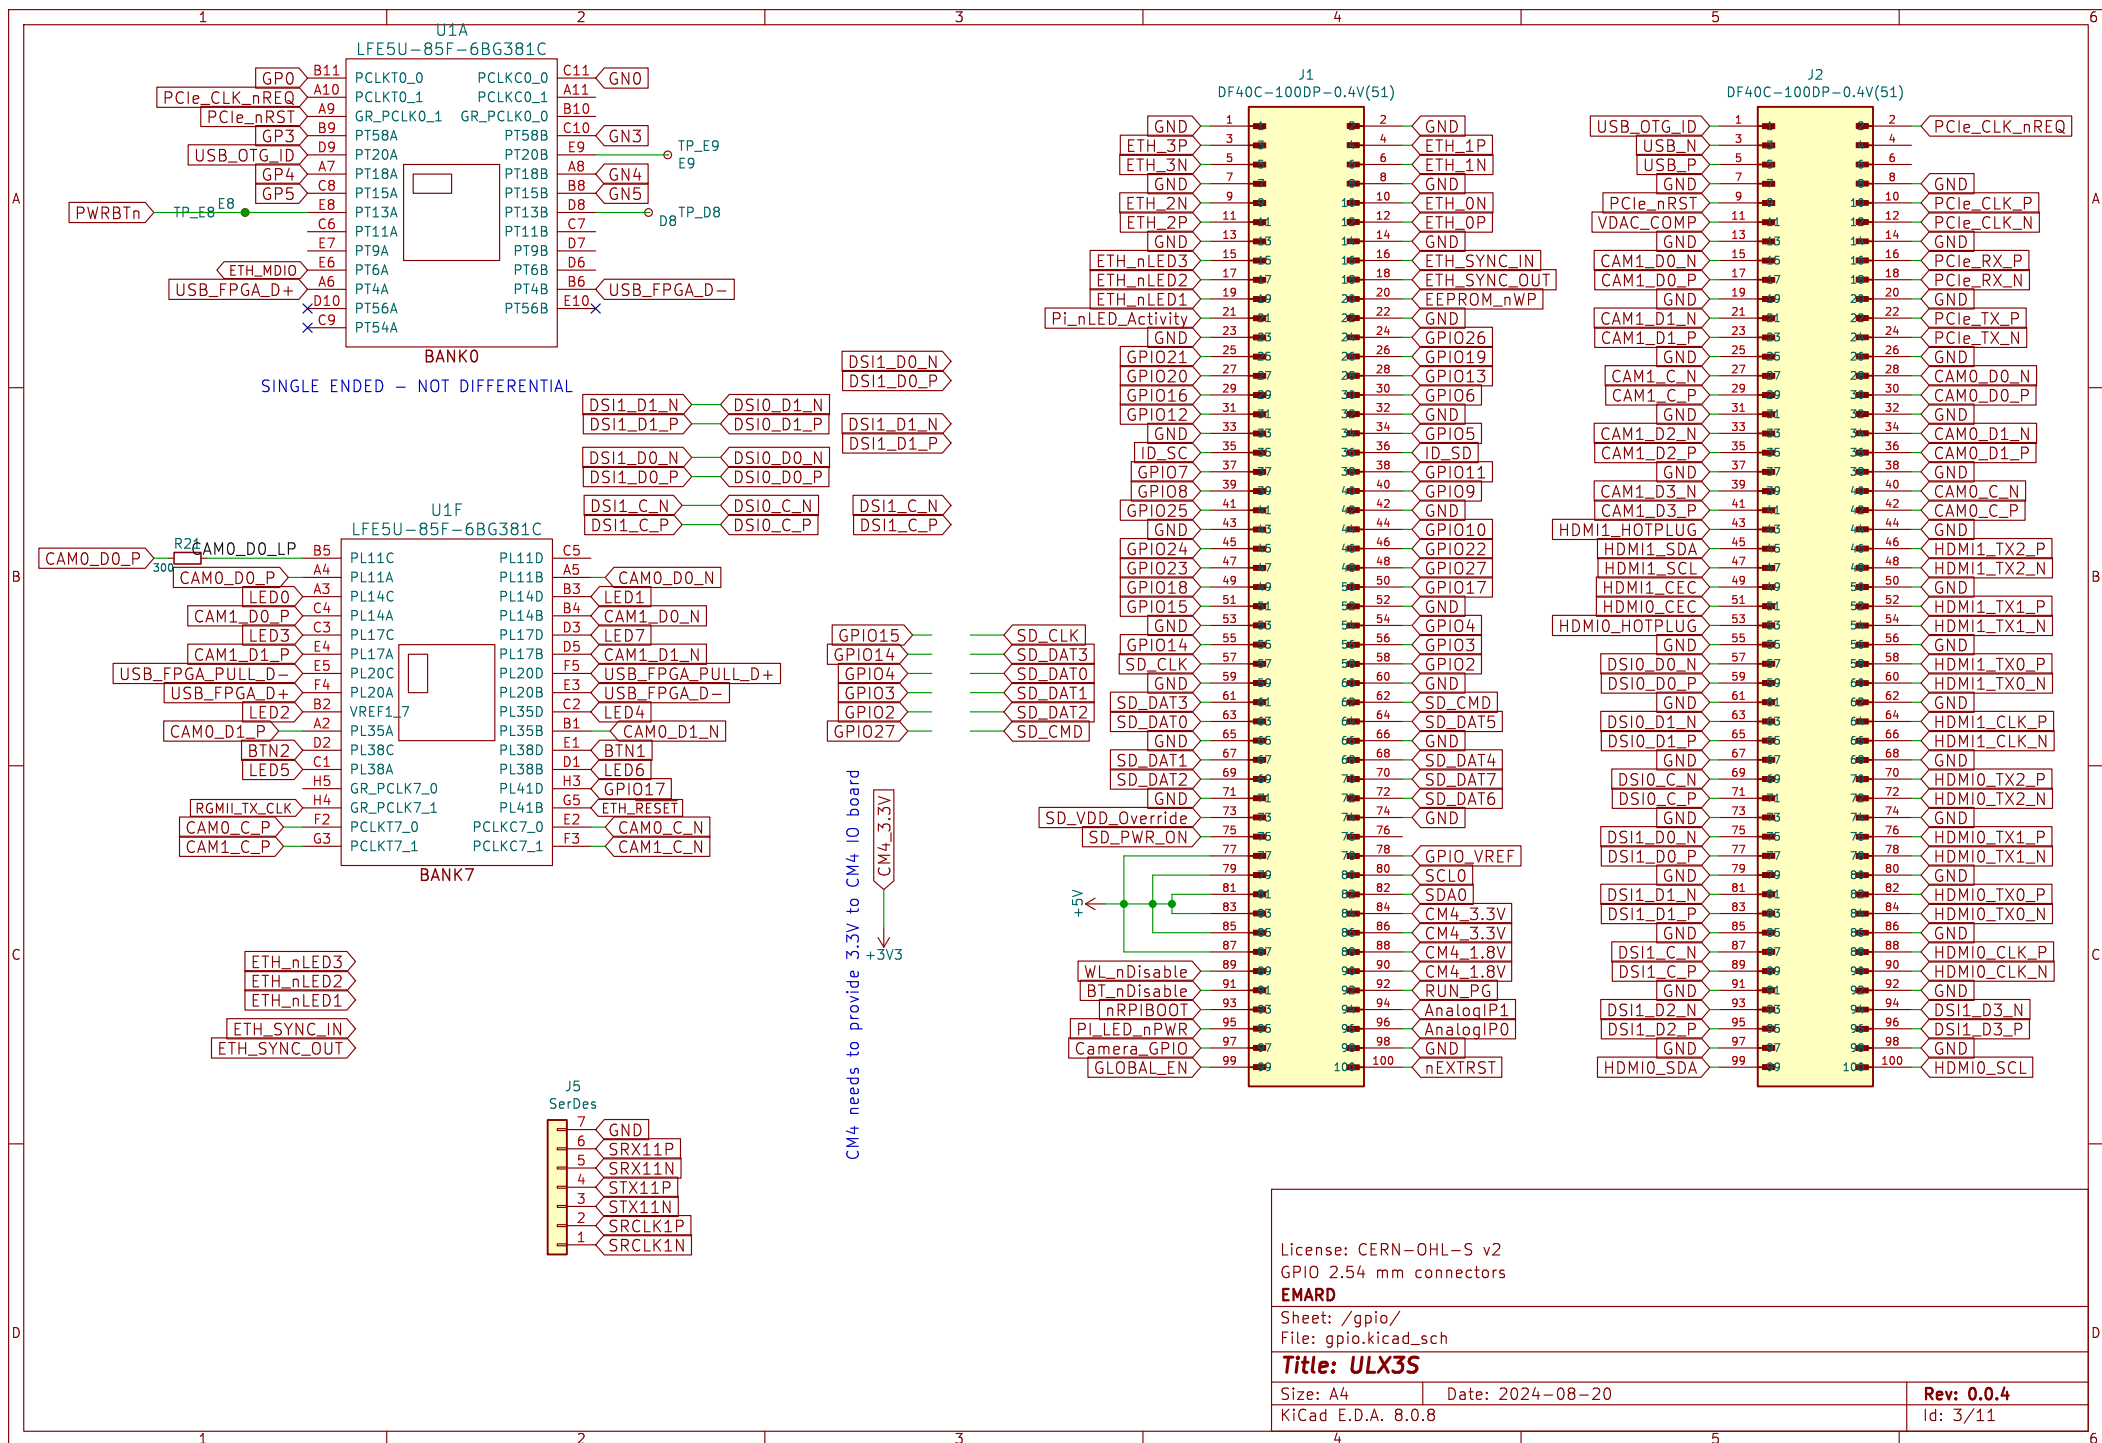 1 2 3 4 5 6
U1A
LFE5U-85F-6BG381C
GP0 B11 PCLKT0_0 PCLKC0_0 C11 GN0
PCIe_CLK_nREQ A10 PCLKT0_1 PCLKC0_1 A11
PCIe_nRST A9 GR_PCLK0_1 GR_PCLK0_0 B10
GP3 B9 PT58A PT58B C10 GN3
USB_OTG_ID D9 PT20A PT20B E9 TP_E9 E9
GP4 A7 PT18A PT18B A8 GN4
GP5 C8 PT15A PT15B B8 GN5
PWRBTn TP_E8 E8 E8 PT13A PT13B D8 D8 TP_D8
C6 PT11A PT11B C7
E7 PT9A PT9B D7
ETH_MDIO E6 PT6A PT6B D6
USB_FPGA_D+ A6 PT4A PT4B B6 USB_FPGA_D-
D10 PT56A PT56B E10
C9 PT54A
BANK0
SINGLE ENDED - NOT DIFFERENTIAL
DSI1_D0_N
DSI1_D0_P
DSI1_D1_N DSI0_D1_N
DSI1_D1_P DSI0_D1_P
DSI1_D1_N
DSI1_D1_P
DSI1_D0_N DSI0_D0_N
DSI1_D0_P DSI0_D0_P
DSI1_C_N DSI0_C_N DSI1_C_N
DSI1_C_P DSI0_C_P DSI1_C_P
U1F
LFE5U-85F-6BG381C
CAM0_D0_P R21 300 CAM0_D0_LP B5 PL11C PL11D C5
CAM0_D0_P A4 PL11A PL11B A5 CAM0_D0_N
LED0 A3 PL14C PL14D B3 LED1
CAM1_D0_P C4 PL14A PL14B B4 CAM1_D0_N
LED3 C3 PL17C PL17D D3 LED7
CAM1_D1_P E4 PL17A PL17B D5 CAM1_D1_N
USB_FPGA_PULL_D- E5 PL20C PL20D F5 USB_FPGA_PULL_D+
USB_FPGA_D+ F4 PL20A PL20B E3 USB_FPGA_D-
LED2 B2 VREF1_7 PL35D C2 LED4
CAM0_D1_P A2 PL35A PL35B B1 CAM0_D1_N
BTN2 D2 PL38C PL38D E1 BTN1
LED5 C1 PL38A PL38B D1 LED6
H5 GR_PCLK7_0 PL41D H3 GPIO17
RGMII_TX_CLK H4 GR_PCLK7_1 PL41B G5 ETH_RESET
CAM0_C_P F2 PCLKT7_0 PCLKC7_0 E2 CAM0_C_N
CAM1_C_P G3 PCLKT7_1 PCLKC7_1 F3 CAM1_C_N
BANK7
GPIO15 SD_CLK
GPIO14 SD_DAT3
GPIO4 SD_DAT0
GPIO3 SD_DAT1
GPIO2 SD_DAT2
GPIO27 SD_CMD
CM4 needs to provide 3.3V to CM4 IO board
CM4_3.3V
+3V3
ETH_nLED3
ETH_nLED2
ETH_nLED1
ETH_SYNC_IN
ETH_SYNC_OUT
J5
SerDes
7 GND
6 SRX11P
5 SRX11N
4 STX11P
3 STX11N
2 SRCLK1P
1 SRCLK1N
J1
DF40C-100DP-0.4V(51)
GND 1 2 GND
ETH_3P 3 4 ETH_1P
ETH_3N 5 6 ETH_1N
GND 7 8 GND
ETH_2N 9 10 ETH_0N
ETH_2P 11 12 ETH_0P
GND 13 14 GND
ETH_nLED3 15 16 ETH_SYNC_IN
ETH_nLED2 17 18 ETH_SYNC_OUT
ETH_nLED1 19 20 EEPROM_nWP
Pi_nLED_Activity 21 22 GND
GND 23 24 GPIO26
GPIO21 25 26 GPIO19
GPIO20 27 28 GPIO13
GPIO16 29 30 GPIO6
GPIO12 31 32 GND
GND 33 34 GPIO5
ID_SC 35 36 ID_SD
GPIO7 37 38 GPIO11
GPIO8 39 40 GPIO9
GPIO25 41 42 GND
GND 43 44 GPIO10
GPIO24 45 46 GPIO22
GPIO23 47 48 GPIO27
GPIO18 49 50 GPIO17
GPIO15 51 52 GND
GND 53 54 GPIO4
GPIO14 55 56 GPIO3
SD_CLK 57 58 GPIO2
GND 59 60 GND
SD_DAT3 61 62 SD_CMD
SD_DAT0 63 64 SD_DAT5
GND 65 66 GND
SD_DAT1 67 68 SD_DAT4
SD_DAT2 69 70 SD_DAT7
GND 71 72 SD_DAT6
SD_VDD_Override 73 74 GND
SD_PWR_ON 75 76
77 78 GPIO_VREF
79 80 SCL0
81 82 SDA0
+5V
83 84 CM4_3.3V
85 86 CM4_3.3V
87 88 CM4_1.8V
WL_nDisable 89 90 CM4_1.8V
BT_nDisable 91 92 RUN_PG
nRPIBOOT 93 94 AnalogIP1
PI_LED_nPWR 95 96 AnalogIP0
Camera_GPIO 97 98 GND
GLOBAL_EN 99 100 nEXTRST
J2
DF40C-100DP-0.4V(51)
USB_OTG_ID 1 2 PCIe_CLK_nREQ
USB_N 3 4
USB_P 5 6
GND 7 8 GND
PCIe_nRST 9 10 PCIe_CLK_P
VDAC_COMP 11 12 PCIe_CLK_N
GND 13 14 GND
CAM1_D0_N 15 16 PCIe_RX_P
CAM1_D0_P 17 18 PCIe_RX_N
GND 19 20 GND
CAM1_D1_N 21 22 PCIe_TX_P
CAM1_D1_P 23 24 PCIe_TX_N
GND 25 26 GND
CAM1_C_N 27 28 CAM0_D0_N
CAM1_C_P 29 30 CAM0_D0_P
GND 31 32 GND
CAM1_D2_N 33 34 CAM0_D1_N
CAM1_D2_P 35 36 CAM0_D1_P
GND 37 38 GND
CAM1_D3_N 39 40 CAM0_C_N
CAM1_D3_P 41 42 CAM0_C_P
HDMI1_HOTPLUG 43 44 GND
HDMI1_SDA 45 46 HDMI1_TX2_P
HDMI1_SCL 47 48 HDMI1_TX2_N
HDMI1_CEC 49 50 GND
HDMI0_CEC 51 52 HDMI1_TX1_P
HDMI0_HOTPLUG 53 54 HDMI1_TX1_N
GND 55 56 GND
DSI0_D0_N 57 58 HDMI1_TX0_P
DSI0_D0_P 59 60 HDMI1_TX0_N
GND 61 62 GND
DSI0_D1_N 63 64 HDMI1_CLK_P
DSI0_D1_P 65 66 HDMI1_CLK_N
GND 67 68 GND
DSI0_C_N 69 70 HDMI0_TX2_P
DSI0_C_P 71 72 HDMI0_TX2_N
GND 73 74 GND
DSI1_D0_N 75 76 HDMI0_TX1_P
DSI1_D0_P 77 78 HDMI0_TX1_N
GND 79 80 GND
DSI1_D1_N 81 82 HDMI0_TX0_P
DSI1_D1_P 83 84 HDMI0_TX0_N
GND 85 86 GND
DSI1_C_N 87 88 HDMI0_CLK_P
DSI1_C_P 89 90 HDMI0_CLK_N
GND 91 92 GND
DSI1_D2_N 93 94 DSI1_D3_N
DSI1_D2_P 95 96 DSI1_D3_P
GND 97 98 GND
HDMI0_SDA 99 100 HDMI0_SCL
A A
B B
C C
D D
License: CERN-OHL-S v2
GPIO 2.54 mm connectors
EMARD
Sheet: /gpio/
File: gpio.kicad_sch
Title: ULX3S
Size: A4 Date: 2024-08-20 Rev: 0.0.4
KiCad E.D.A. 8.0.8 Id: 3/11
1 2 3 4 5 6